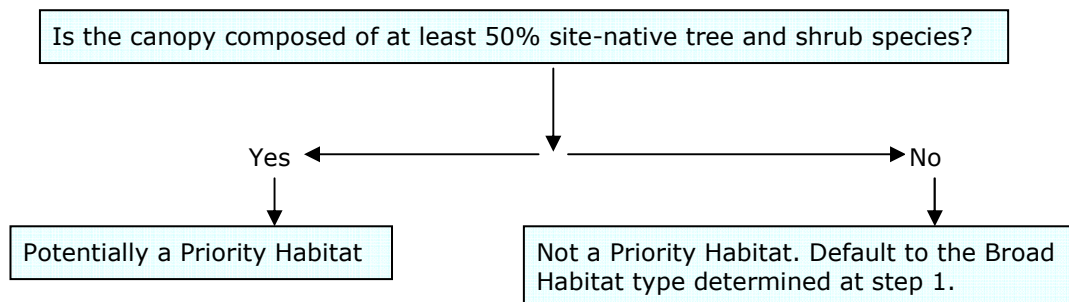 Is the canopy composed of at least 50% site-native tree and shrub species?
Yes
No
Potentially a Priority Habitat
Not a Priority Habitat. Default to the Broad
Habitat type determined at step 1.